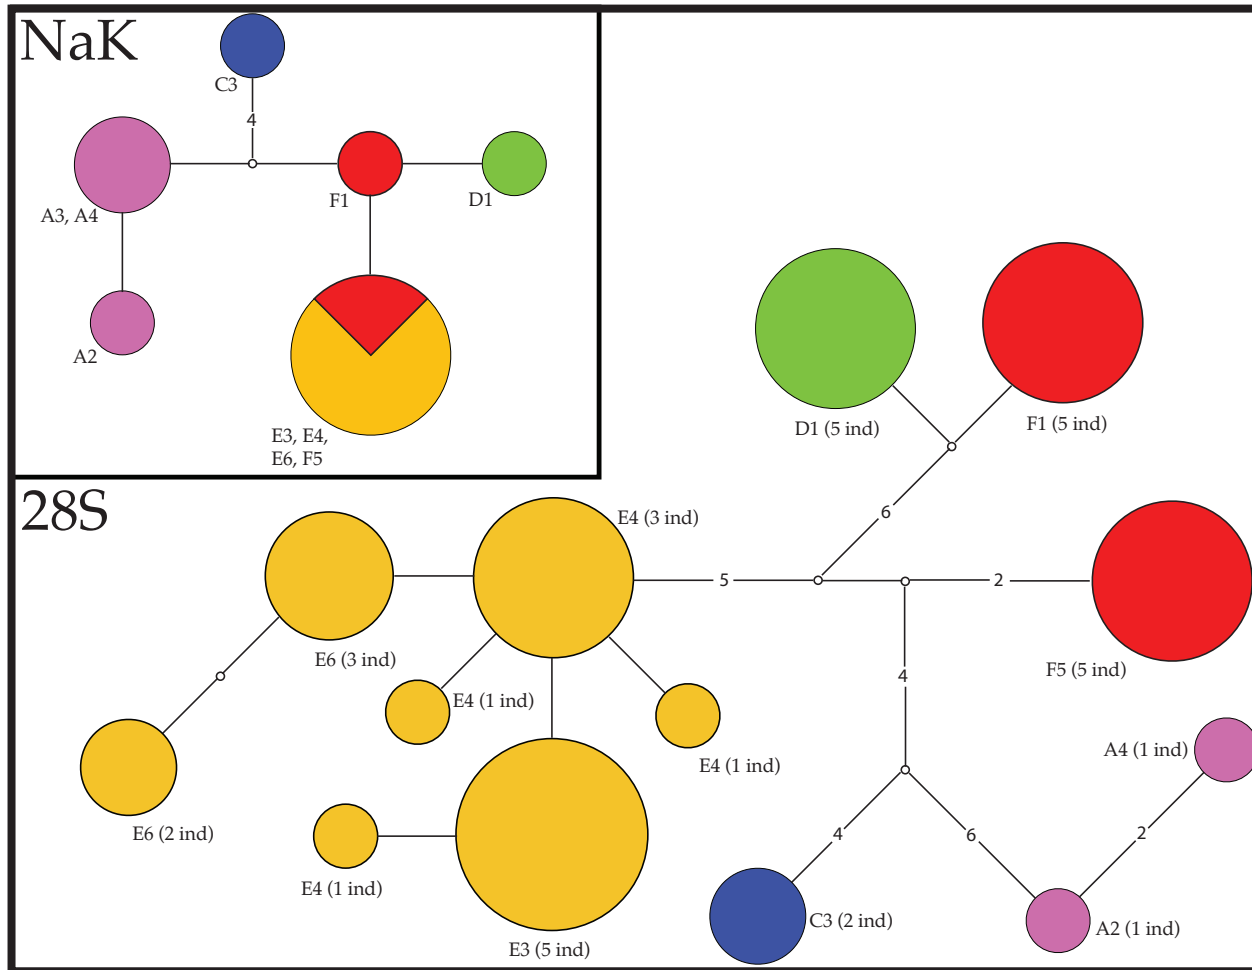 NaK
C3
4
A3, A4
F1
D1
A2
E3, E4,
E6, F5
28S
D1 (5 ind)
F1 (5 ind)
6
E4 (3 ind)
5
2
E6 (3 ind)
F5 (5 ind)
4
E4 (1 ind)
E4 (1 ind)
A4 (1 ind)
E6 (2 ind)
4
6
2
E4 (1 ind)
C3 (2 ind)
A2 (1 ind)
E3 (5 ind)